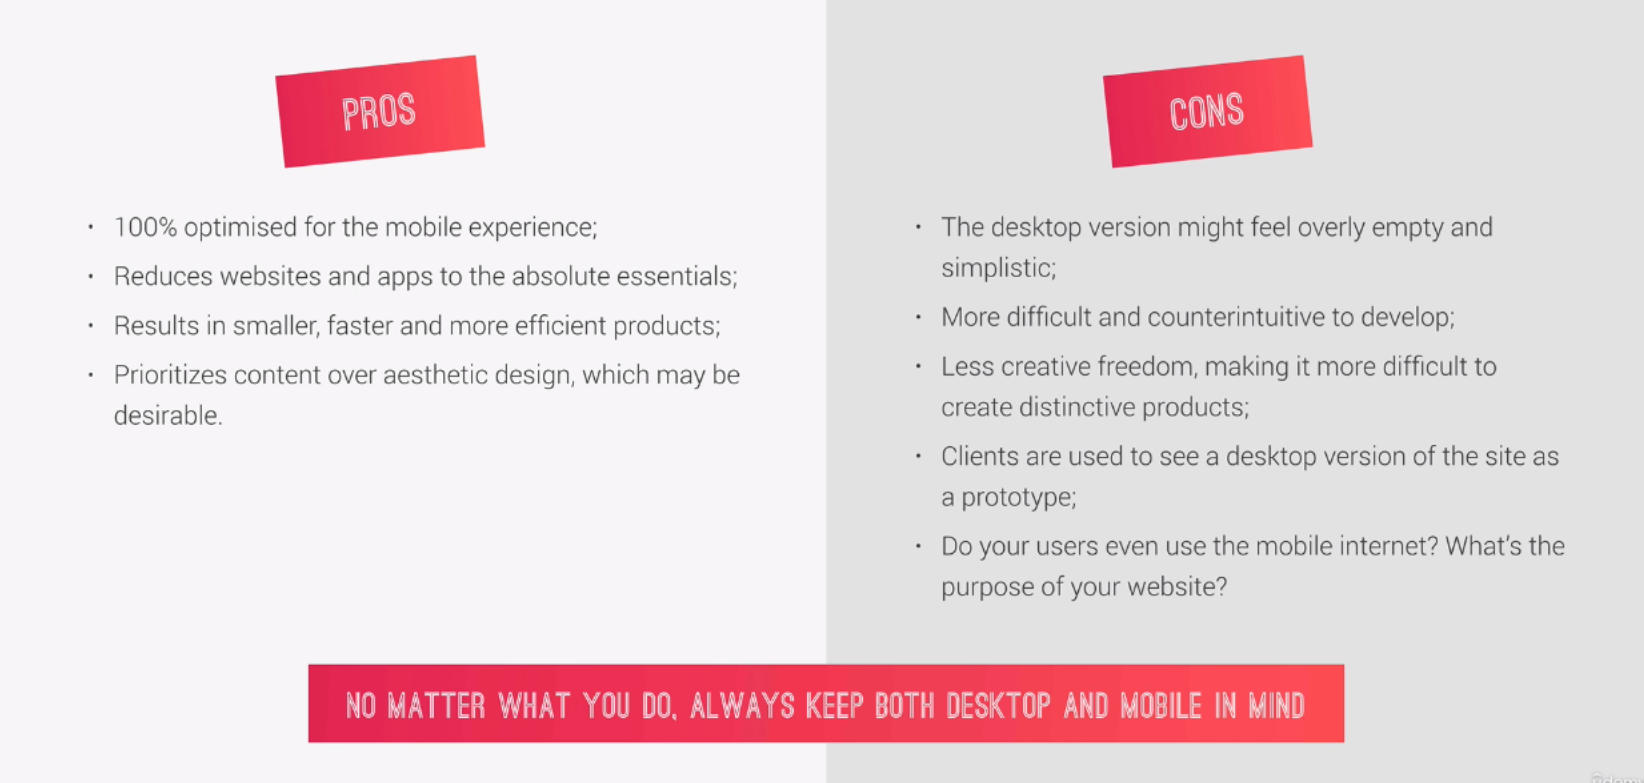 PROS
· 100% optimised for the mobile experience;
· Reduces websites and apps to the absolute essentials;
· Results in smaller, faster and more efficient products;
· Prioritizes content over aesthetic design, which may be
desirable.
CONS
· The desktop version might feel overly empty and
simplistic;
· More difficult and counterintuitive to develop;
· Less creative freedom, making it more difficult to
create distinctive products;
· Clients are used to see a desktop version of the site as
a prototype;
· Do your users even use the mobile internet? What's the
purpose of your website?
NO MATTER WHAT YOU DO, ALWAYS KEEP BOTH DESKTOP AND MOBILE IN MIND